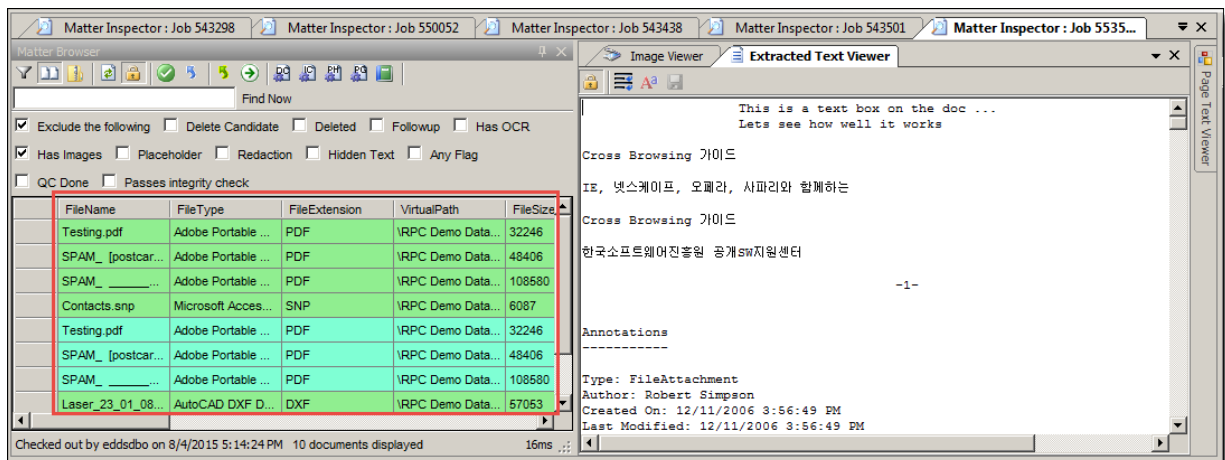 Matter Inspector : Job 543298
Matter Inspector : Job 550052
Matter Inspector : Job 543438
Matter Inspector : Job 543501
Matter Inspector : Job 5535...
Matter Browser
Find Now
Exclude the following Delete Candidate Deleted Followup Has OCR
Has Images Placeholder Redaction Hidden Text Any Flag
QC Done Passes integrity check
FileName FileType FileExtension VirtualPath FileSize
Testing.pdf Adobe Portable ... PDF \RPC Demo Data... 32246
SPAM_ [postcar... Adobe Portable ... PDF \RPC Demo Data... 48406
SPAM_ ______... Adobe Portable ... PDF \RPC Demo Data... 108580
Contacts.snp Microsoft Acces... SNP \RPC Demo Data... 6087
Testing.pdf Adobe Portable ... PDF \RPC Demo Data... 32246
SPAM_ [postcar... Adobe Portable ... PDF \RPC Demo Data... 48406
SPAM_ ______... Adobe Portable ... PDF \RPC Demo Data... 108580
Laser_23_01_08... AutoCAD DXF D... DXF \RPC Demo Data... 57053
Checked out by eddsdbo on 8/4/2015 5:14:24 PM 10 documents displayed 16ms
Image Viewer Extracted Text Viewer
This is a text box on the doc ...
Lets see how well it works
Cross Browsing 가이드
IE, 넷스케이프, 오페라, 사파리와 함께하는
Cross Browsing 가이드
한국소프트웨어진흥원 공개SW지원센터
-1-
Annotations
-----------
Type: FileAttachment
Author: Robert Simpson
Created On: 12/11/2006 3:56:49 PM
Last Modified: 12/11/2006 3:56:49 PM
Page Text Viewer